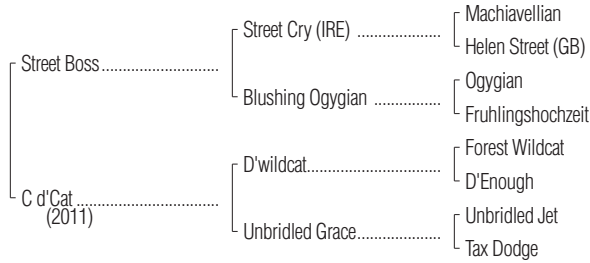 Machiavellian
Street Cry (IRE) ....................
Helen Street (GB)
Street Boss............................
Ogygian
Blushing Ogygian ................
Fruhlingshochzeit
Forest Wildcat
D'wildcat................................
D'Enough
C d'Cat ..................................
(2011)
Unbridled Jet
Unbridled Grace....................
Tax Dodge